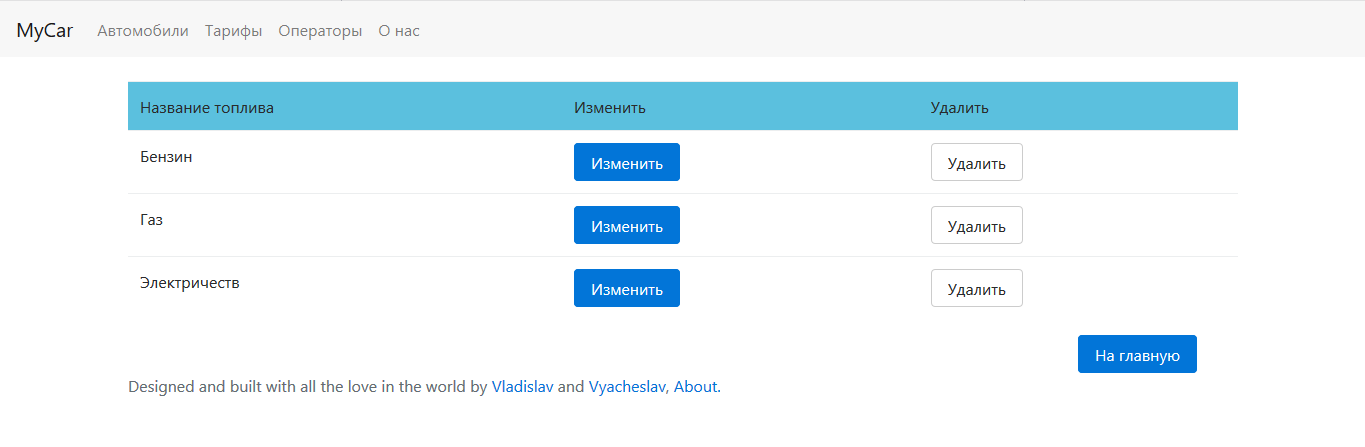 MyCar Автомобили Тарифы Операторы О нас
Название топлива Изменить Удалить
Бензин Изменить Удалить
Газ Изменить Удалить
Электричеств Изменить Удалить
На главную
Designed and built with all the love in the world by Vladislav and Vyacheslav, About.